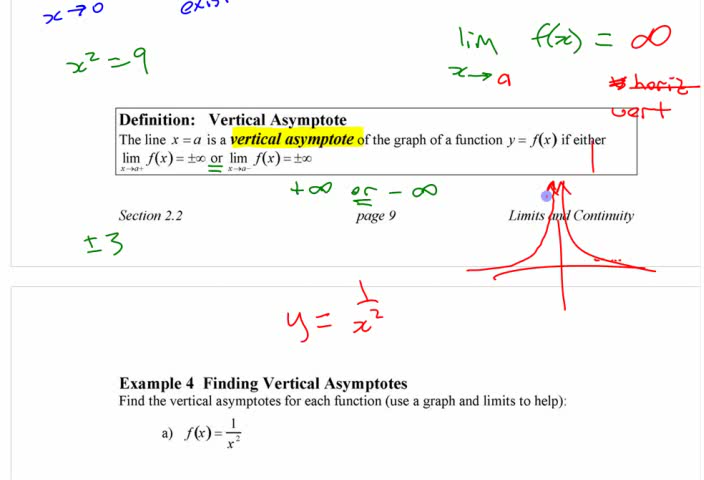 x→0 exis
lim f(x) = ∞
x→a
x² = 9
horiz
vert
Definition: Vertical Asymptote
The line x = a is a vertical asymptote of the graph of a function y = f(x) if either
lim f(x) = ±∞ or lim f(x) = ±∞
x→a+ x→a−
+∞ or −∞
Section 2.2 page 9 Limits and Continuity
±3
y = 1/x²
Example 4 Finding Vertical Asymptotes
Find the vertical asymptotes for each function (use a graph and limits to help):
a) f(x) = 1/x²